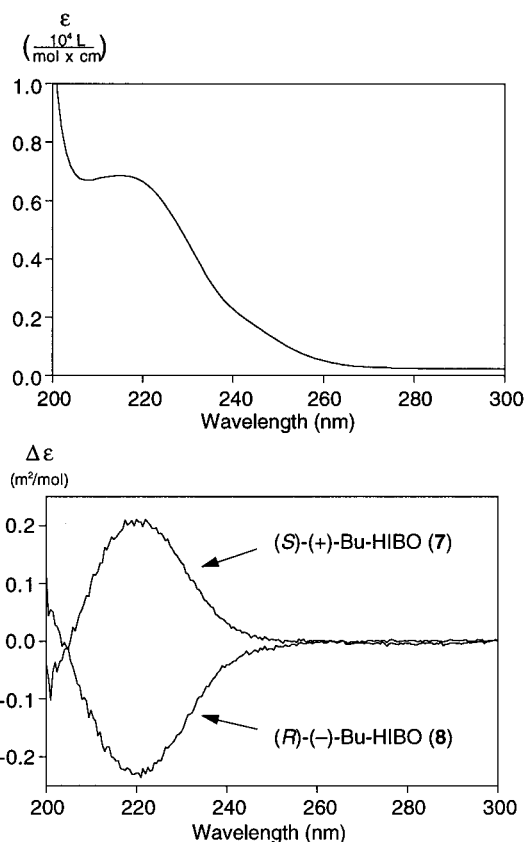 ε
(10⁴ L / mol x cm)
1.0
0.8
0.6
0.4
0.2
0.0
200 220 240 260 280 300
Wavelength (nm)
Δε
(m²/mol)
0.2
0.1
0.0
-0.1
-0.2
(S)-(+)-Bu-HIBO (7)
(R)-(–)-Bu-HIBO (8)
200 220 240 260 280 300
Wavelength (nm)